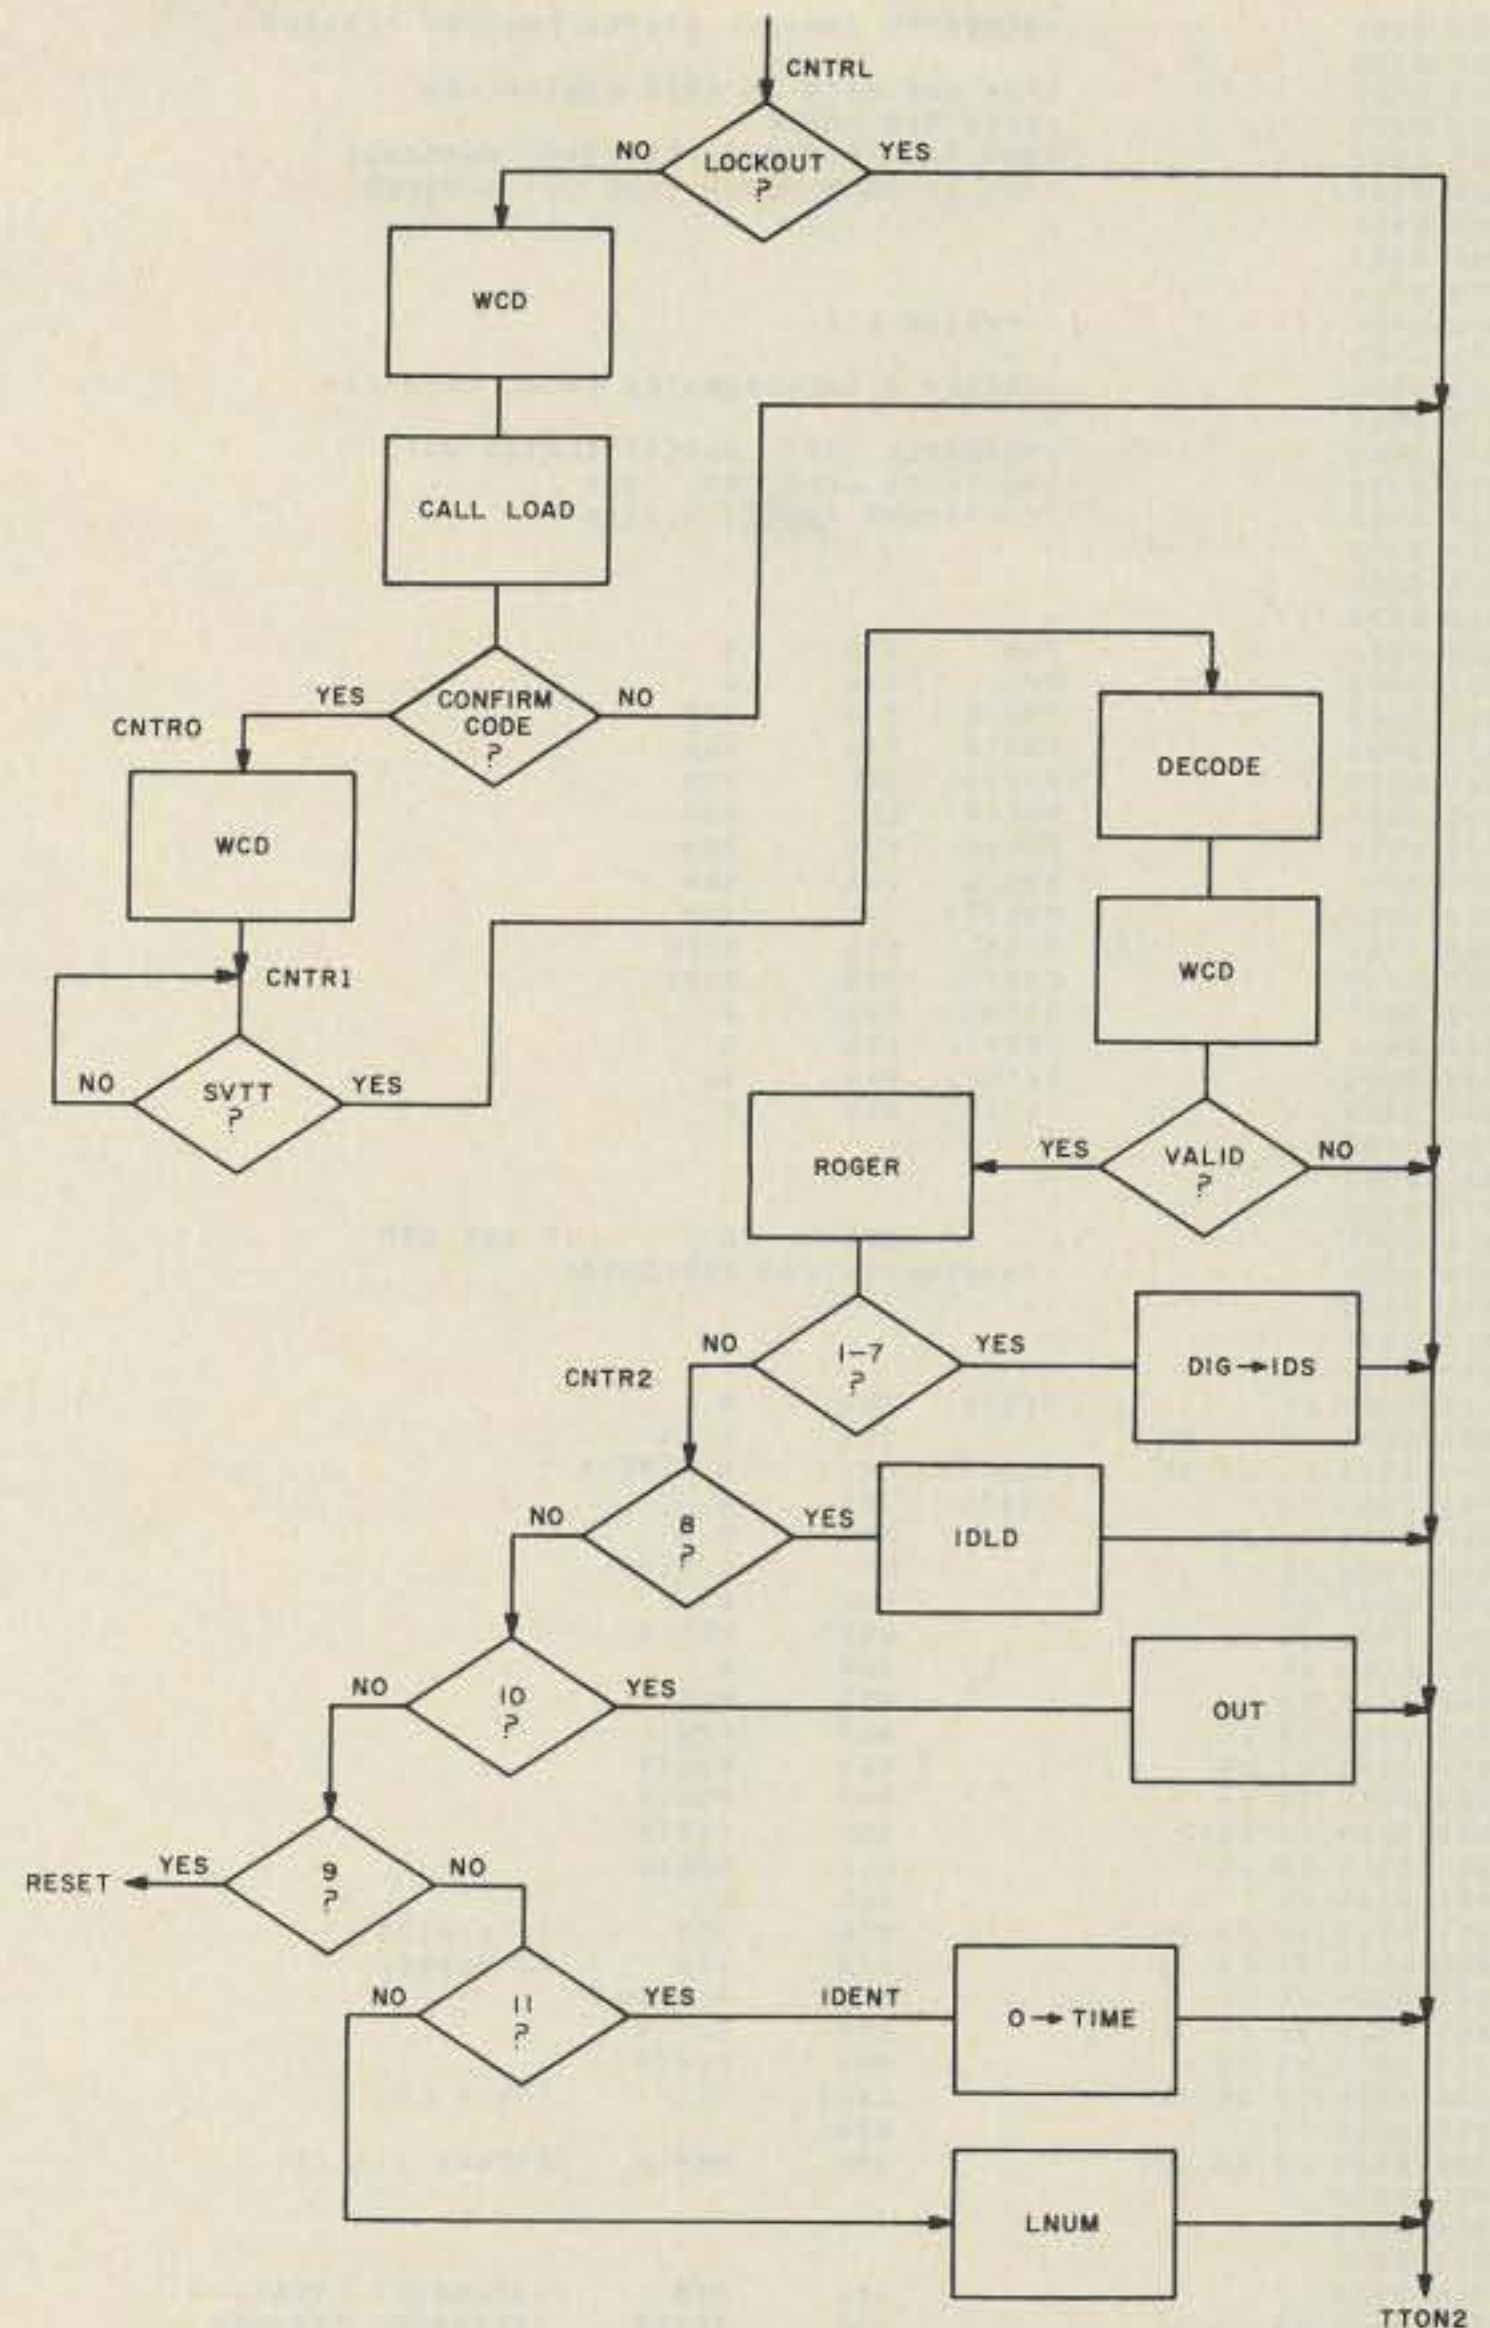 CNTRL
NO
LOCKOUT
?
YES
WCD
CALL LOAD
YES
CONFIRM
CODE
?
NO
CNTR0
DECODE
WCD
WCD
CNTR1
NO
SVTT
?
YES
ROGER
YES
VALID
?
NO
NO
1-7
?
YES
DIG→IDS
CNTR2
NO
8
?
YES
IDLD
NO
10
?
YES
OUT
RESET
YES
9
?
NO
NO
11
?
YES
IDENT
0→TIME
LNUM
TTON2